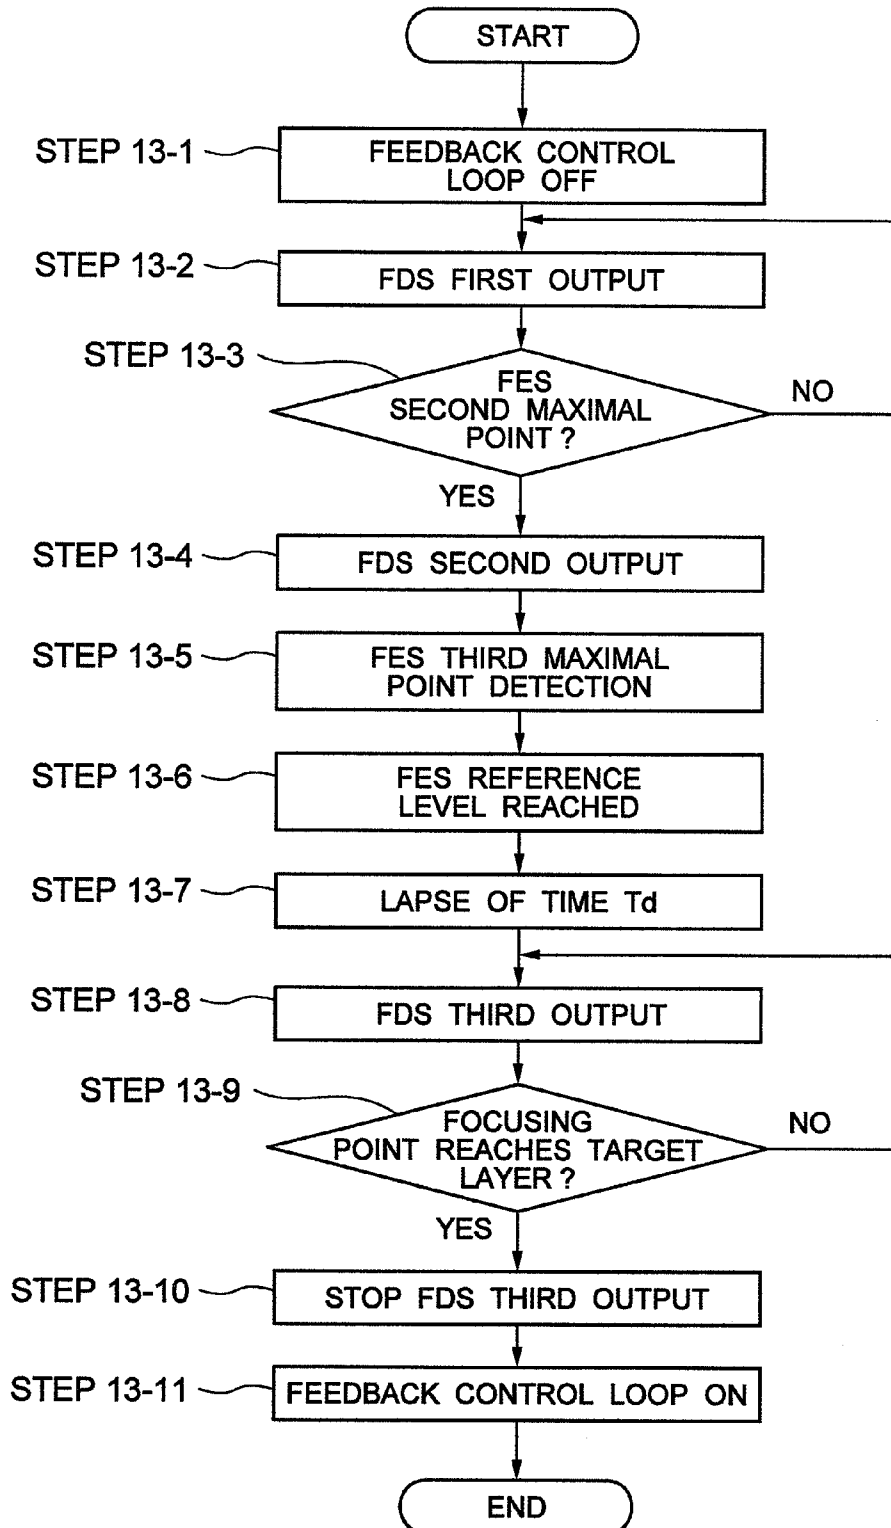 START
STEP 13-1
FEEDBACK CONTROL
LOOP OFF
STEP 13-2
FDS FIRST OUTPUT
STEP 13-3
FES
SECOND MAXIMAL
POINT ?
NO
YES
STEP 13-4
FDS SECOND OUTPUT
STEP 13-5
FES THIRD MAXIMAL
POINT DETECTION
STEP 13-6
FES REFERENCE
LEVEL REACHED
STEP 13-7
LAPSE OF TIME Td
STEP 13-8
FDS THIRD OUTPUT
STEP 13-9
FOCUSING
POINT REACHES TARGET
LAYER ?
NO
YES
STEP 13-10
STOP FDS THIRD OUTPUT
STEP 13-11
FEEDBACK CONTROL LOOP ON
END